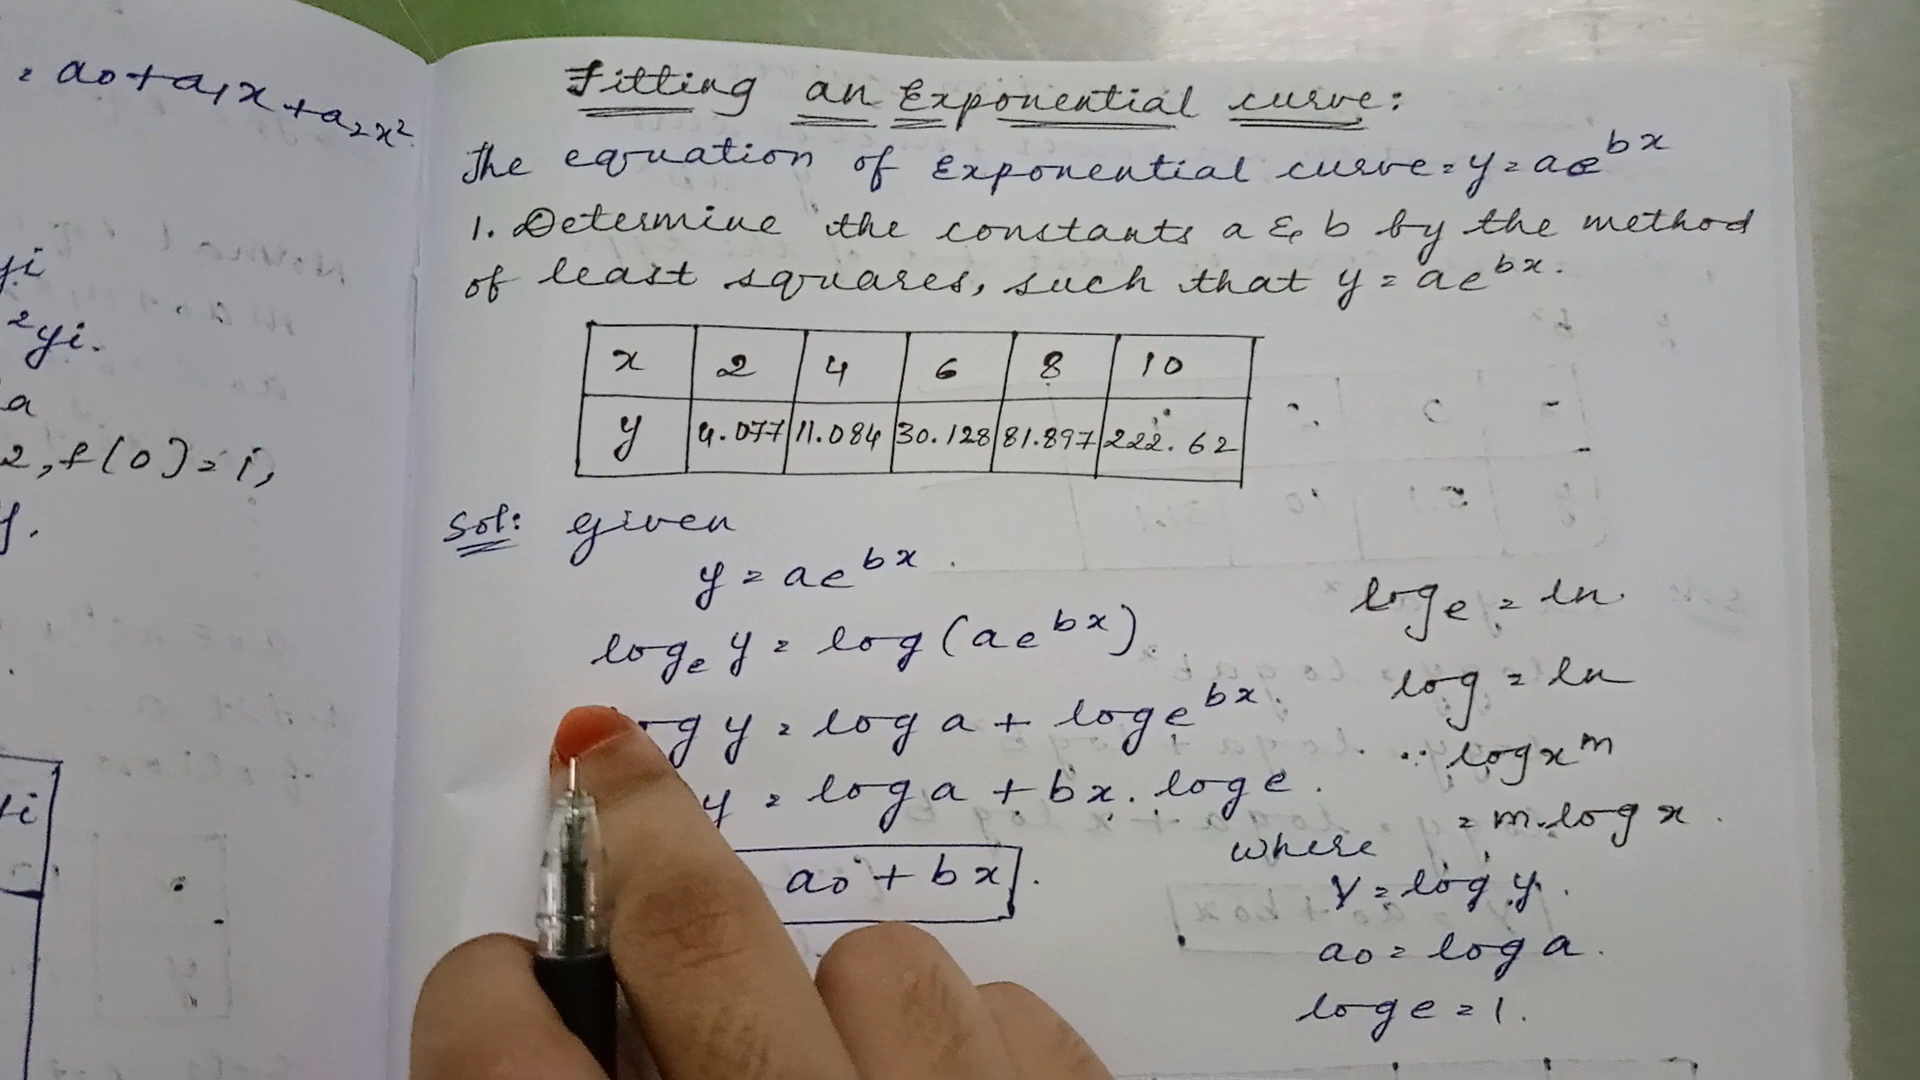 = a0 + a1x + a2x²
yi
²yi.
a
2, f(0) = 1,
y.
yi
Fitting an Exponential curve:
The equation of Exponential curve = y = ae^bx
1. Determine the constants a & b by the method
of least squares, such that y = ae^bx.
x 2 4 6 8 10
y 4.077 11.084 30.128 81.897 222.62
Sol: given
y = ae^bx.
log_e y = log(ae^bx)
log y = log a + log e^bx.
y = log a + bx. log e.
a0 + bx.
log_e = ln.
log = ln
∵ log x^m
= m.log x.
where
Y = log y.
a0 = log a.
log e = 1.